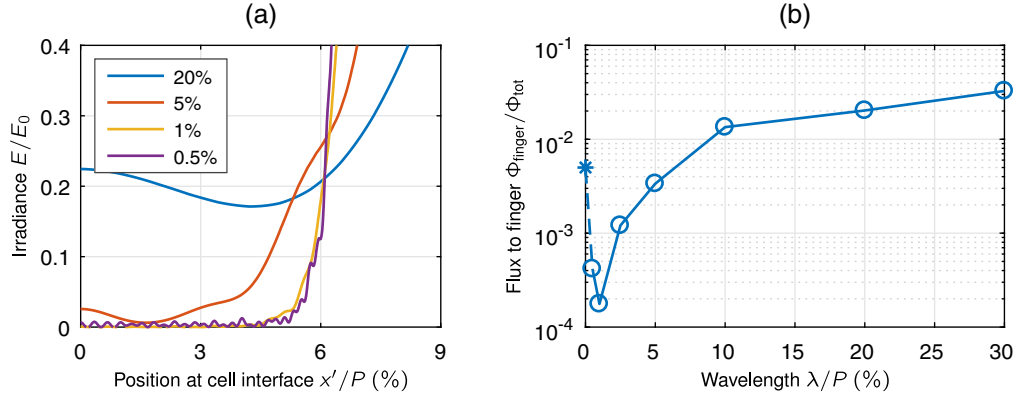 (a)
0.4
0.3
0.2
0.1
0
Irradiance E/E0
20%
5%
1%
0.5%
0 3 6 9
Position at cell interface x′/P (%)
(b)
10-1
10-2
10-3
10-4
Flux to finger Φfinger/Φtot
0 5 10 15 20 25 30
Wavelength λ/P (%)